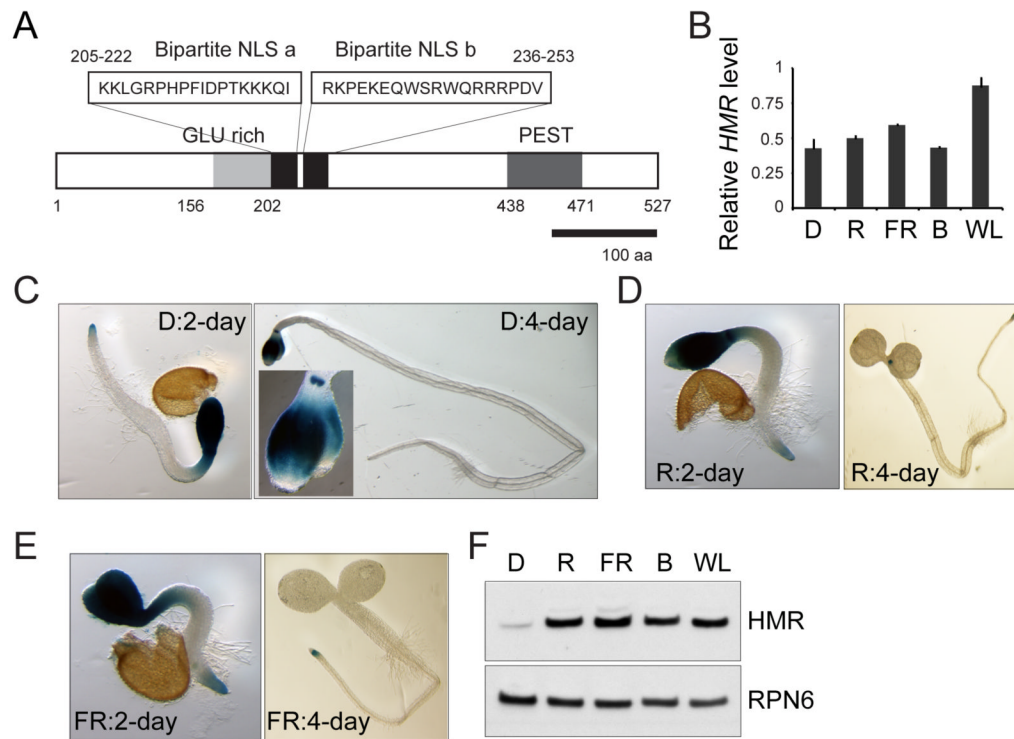 A
205-222
Bipartite NLS a
Bipartite NLS b
236-253
KKLGRPHPFIDPTKKKQI
RKPEKEQWSRWQRRRPDV
GLU rich
PEST
1
156
202
438
471
527
100 aa
B
Relative HMR level
1
0.75
0.5
0.25
0
D
R
FR
B
WL
C
D:2-day
D:4-day
D
R:2-day
R:4-day
E
FR:2-day
FR:4-day
F
D
R
FR
B
WL
HMR
RPN6